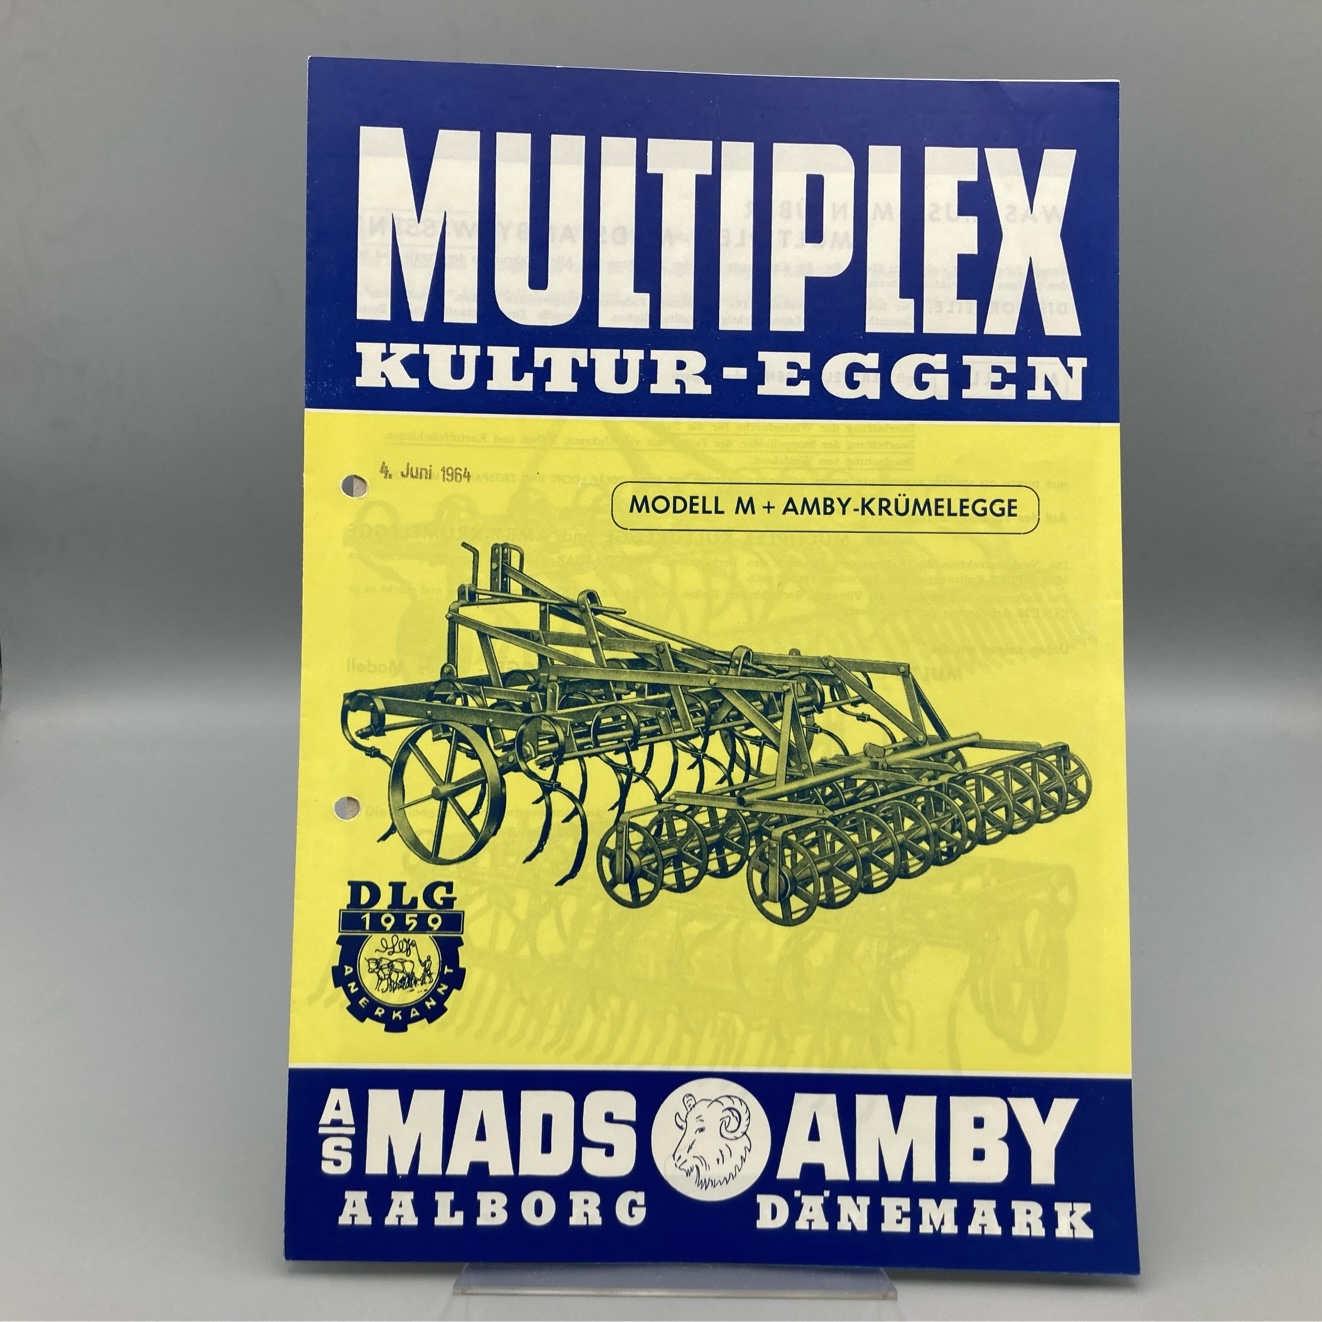 MULTIPLEX
KULTUR-EGGEN
4. Juni 1964
MODELL M + AMBY-KRÜMELEGGE
DLG
1959
ANERKANNT
A/S MADS AMBY
AALBORG DÄNEMARK